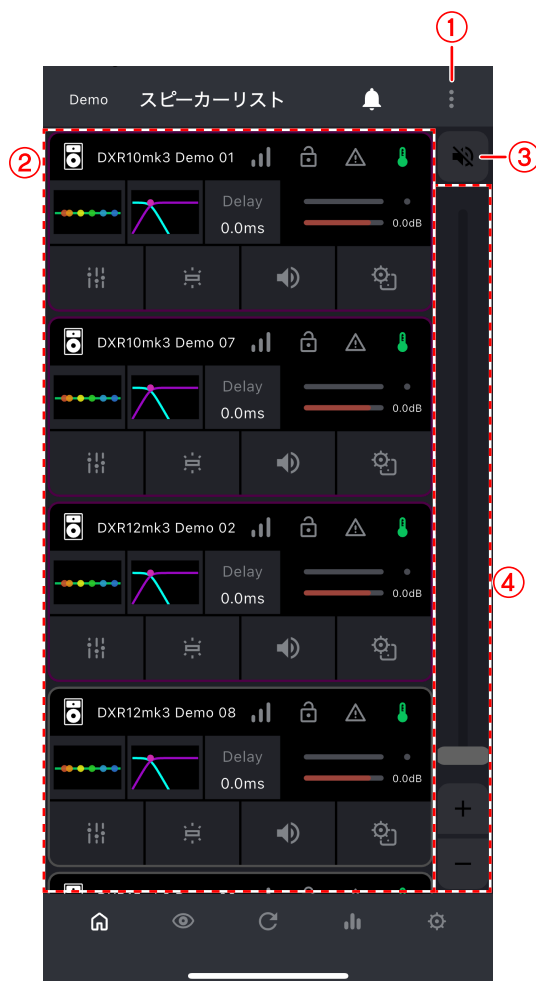 ①
Demo スピーカーリスト
②
③
DXR10mk3 Demo 01
Delay
0.0ms
0.0dB
DXR10mk3 Demo 07
Delay
0.0ms
0.0dB
DXR12mk3 Demo 02
Delay
0.0ms
0.0dB
④
DXR12mk3 Demo 08
Delay
0.0ms
0.0dB
+
−